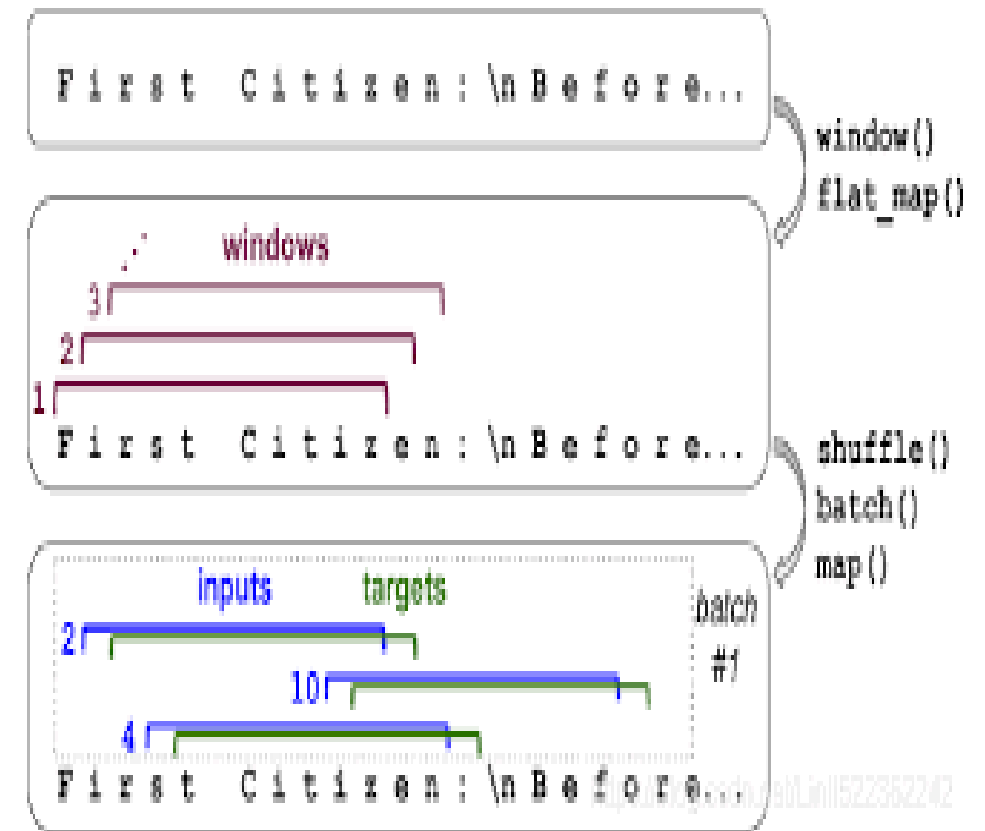 First Citizen:\nBefore...
window()
flat_map()
windows
3
2
1
First Citizen:\nBefore...
shuffle()
batch()
map()
inputs targets
batch
#1
2
10
4
First Citizen:\nBefore...